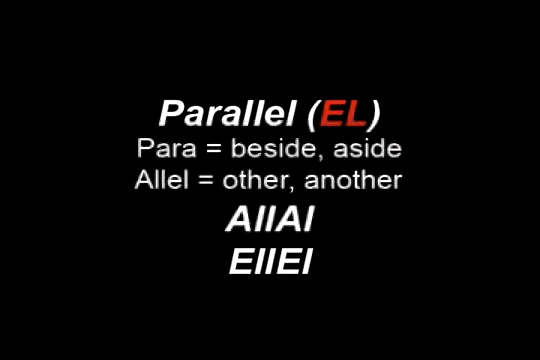 Parallel (EL)
Para = beside, aside
Allel = other, another
AllAl
EllEl